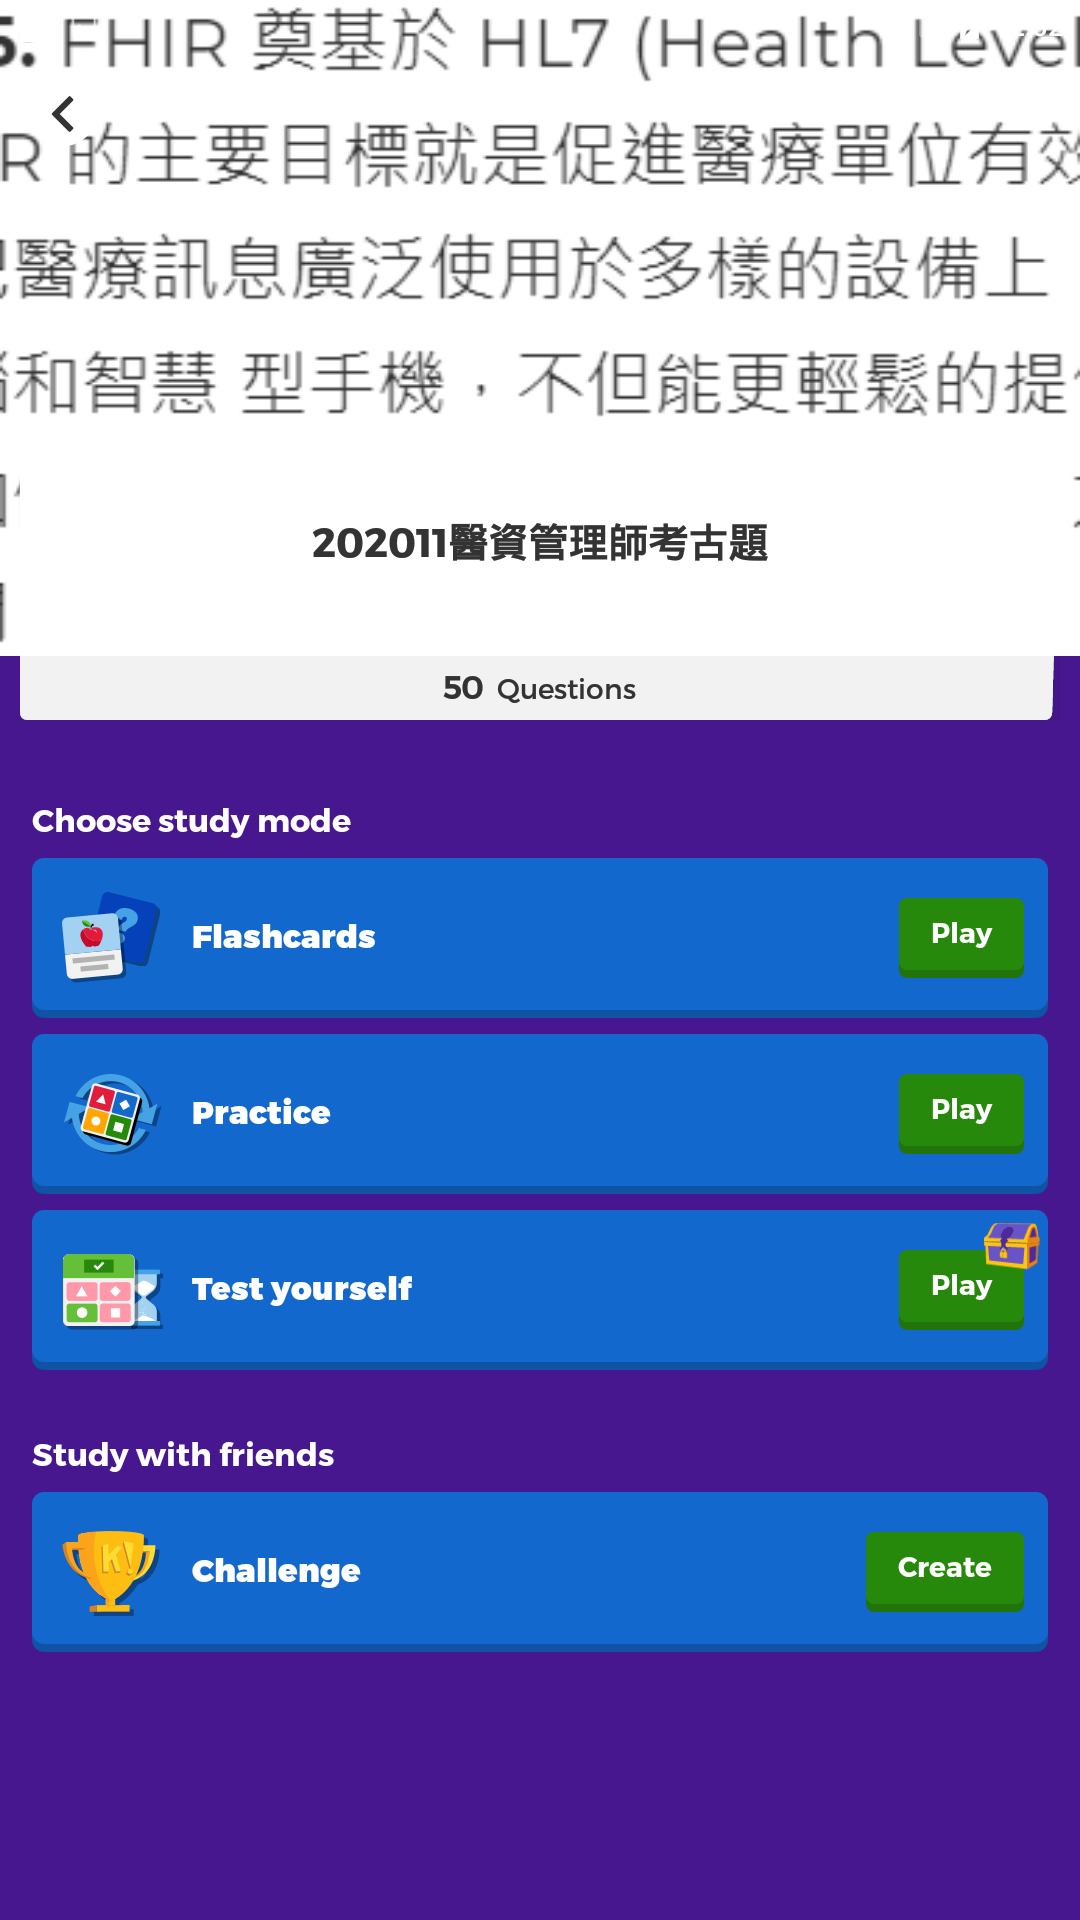 5. FHIR 奠基於 HL7 (Health Level
R 的主要目標就是促進醫療單位有效
醫療訊息廣泛使用於多樣的設備上
和智慧 型手機，不但能更輕鬆的提
202011醫資管理師考古題
50 Questions
Choose study mode
Flashcards
Play
Practice
Play
Test yourself
Play
Study with friends
Challenge
Create